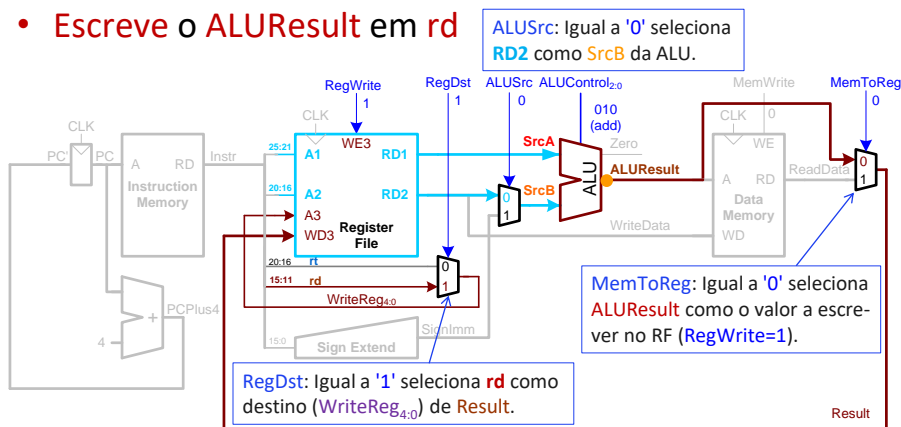 • Escreve o ALUResult em rd
ALUSrc: Igual a '0' seleciona
RD2 como SrcB da ALU.
RegWrite
1
RegDst
1
ALUSrc
0
ALUControl2:0
010
(add)
MemWrite
0
MemToReg
0
CLK
PC'
PC
A
RD
Instruction
Memory
Instr
CLK
WE3
25:21
A1
RD1
20:16
A2
RD2
A3
WD3
Register
File
SrcA
SrcB
0
1
ALU
Zero
ALUResult
CLK
WE
A
RD
Data
Memory
WD
ReadData
WriteData
0
1
20:16
rt
15:11
rd
0
1
WriteReg4:0
PCPlus4
+
4
15:0
Sign Extend
SignImm
MemToReg: Igual a '0' seleciona
ALUResult como o valor a escre-
ver no RF (RegWrite=1).
RegDst: Igual a '1' seleciona rd como
destino (WriteReg4:0) de Result.
Result